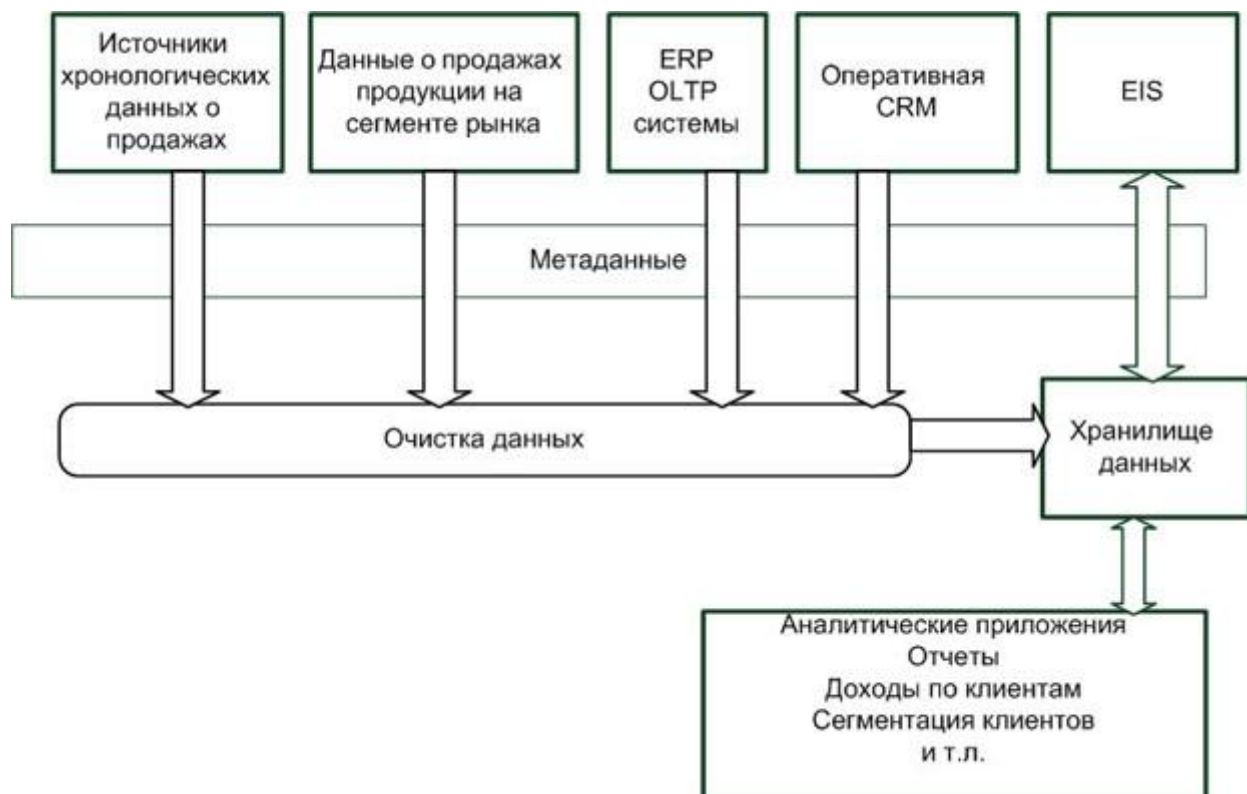 Источники
хронологических
данных о
продажах
Данные о продажах
продукции на
сегменте рынка
ERP
OLTP
системы
Оперативная
CRM
EIS
Метаданные
Очистка данных
Хранилище
данных
Аналитические приложения
Отчеты
Доходы по клиентам
Сегментация клиентов
и т.л.